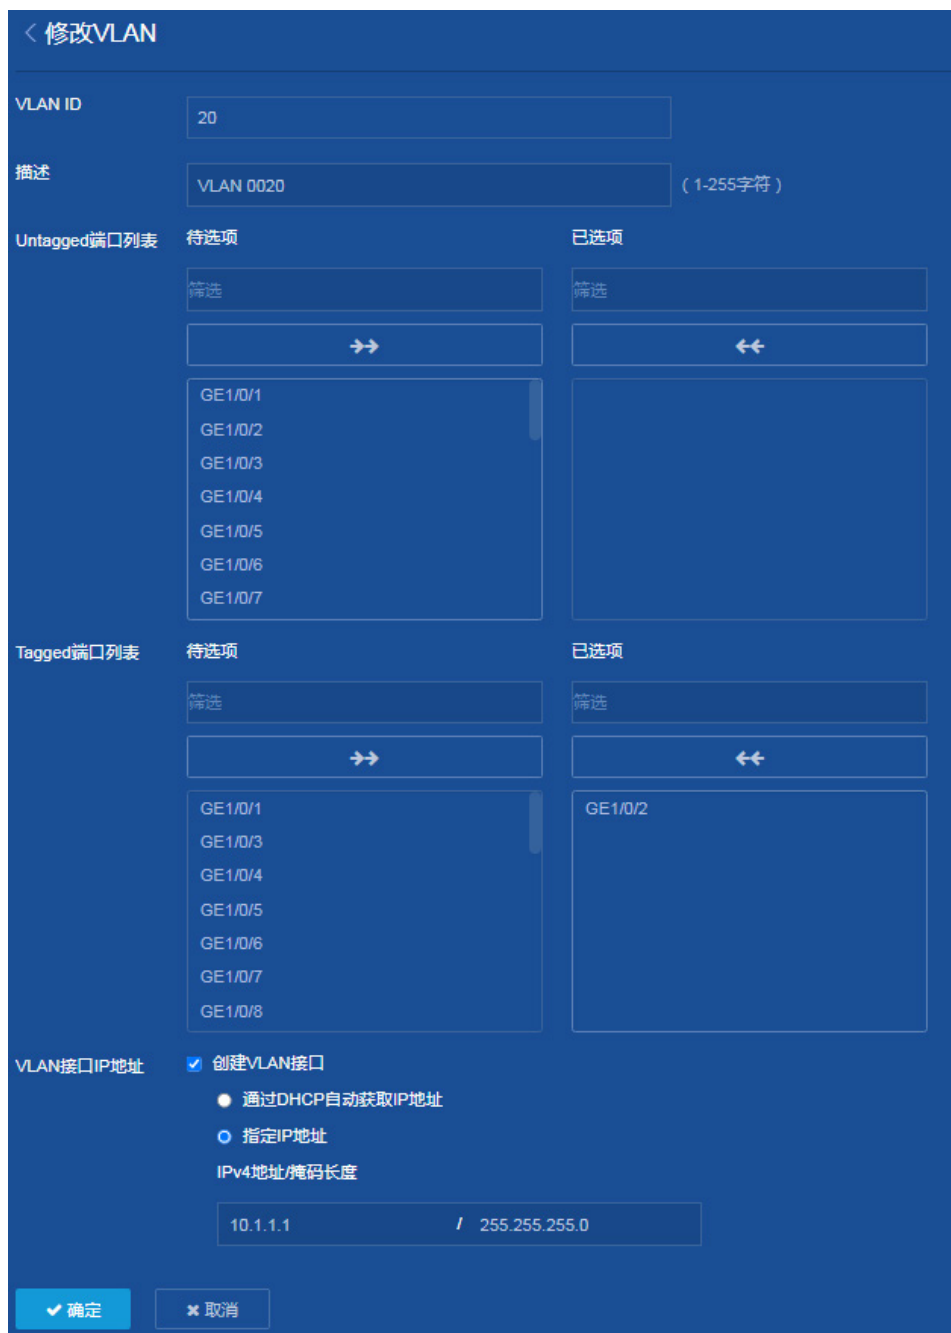 修改VLAN
VLAN ID
20
描述
VLAN 0020
(1-255字符)
Untagged端口列表
待选项
已选项
筛选
筛选
GE1/0/1
GE1/0/2
GE1/0/3
GE1/0/4
GE1/0/5
GE1/0/6
GE1/0/7
Tagged端口列表
待选项
已选项
筛选
筛选
GE1/0/1
GE1/0/2
GE1/0/3
GE1/0/4
GE1/0/5
GE1/0/6
GE1/0/7
GE1/0/8
VLAN接口IP地址
创建VLAN接口
通过DHCP自动获取IP地址
指定IP地址
IPv4地址/掩码长度
10.1.1.1 / 255.255.255.0
确定
取消